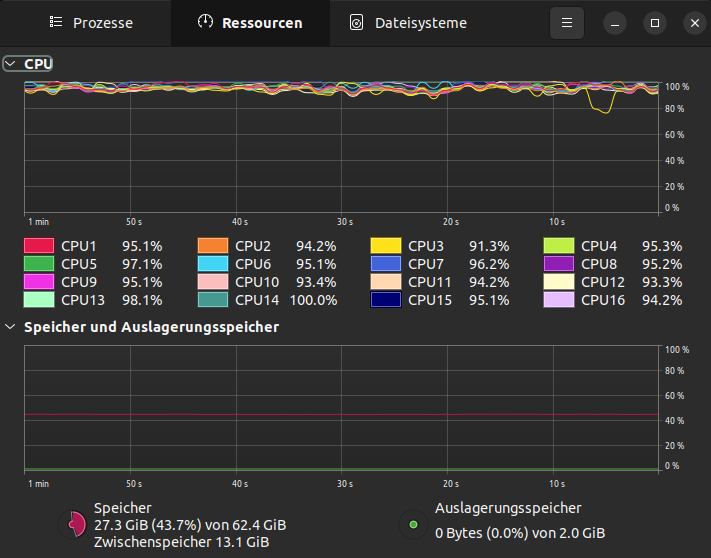 Prozesse Ressourcen Dateisysteme
CPU
100 %
80 %
60 %
40 %
20 %
0 %
1 min 50 s 40 s 30 s 20 s 10 s
CPU1 95.1% CPU2 94.2% CPU3 91.3% CPU4 95.3%
CPU5 97.1% CPU6 95.1% CPU7 96.2% CPU8 95.2%
CPU9 95.1% CPU10 93.4% CPU11 94.2% CPU12 93.3%
CPU13 98.1% CPU14 100.0% CPU15 95.1% CPU16 94.2%
Speicher und Auslagerungsspeicher
100 %
80 %
60 %
40 %
20 %
0 %
1 min 50 s 40 s 30 s 20 s 10 s
Speicher
27.3 GiB (43.7%) von 62.4 GiB
Zwischenspeicher 13.1 GiB
Auslagerungsspeicher
0 Bytes (0.0%) von 2.0 GiB